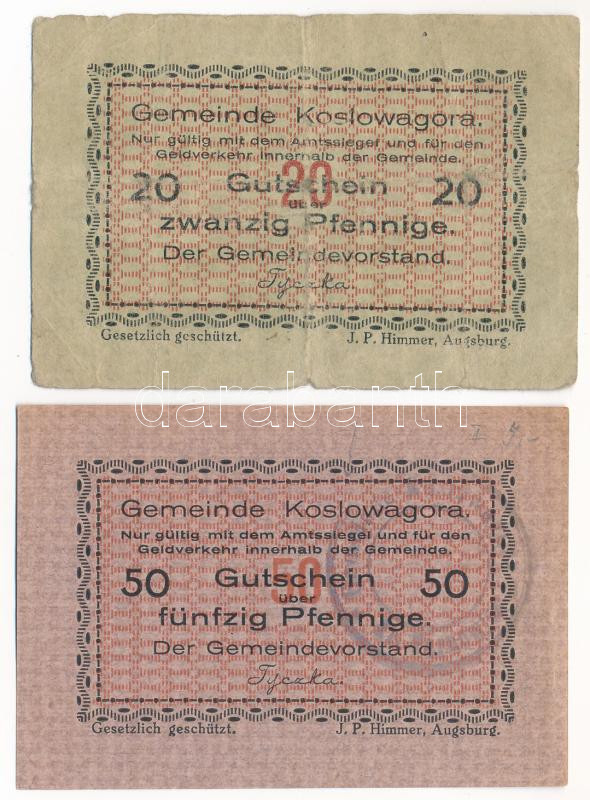 Gemeinde Koslowagora.
Nur gültig mit dem Amtssiegel und für den
Geldverkehr innerhalb der Gemeinde.
20 Gutschein 20
20
über
zwanzig Pfennige.
Der Gemeindevorstand.
Tyczka
Gesetzlich geschützt. J. P. Himmer, Augsburg.
darabanth
II 5,-
Gemeinde Koslowagora.
Nur gültig mit dem Amtssiegel und für den
Geldverkehr innerhalb der Gemeinde.
50 Gutschein 50
50
über
fünfzig Pfennige.
Der Gemeindevorstand.
Tyczka.
Gesetzlich geschützt. J. P. Himmer, Augsburg.